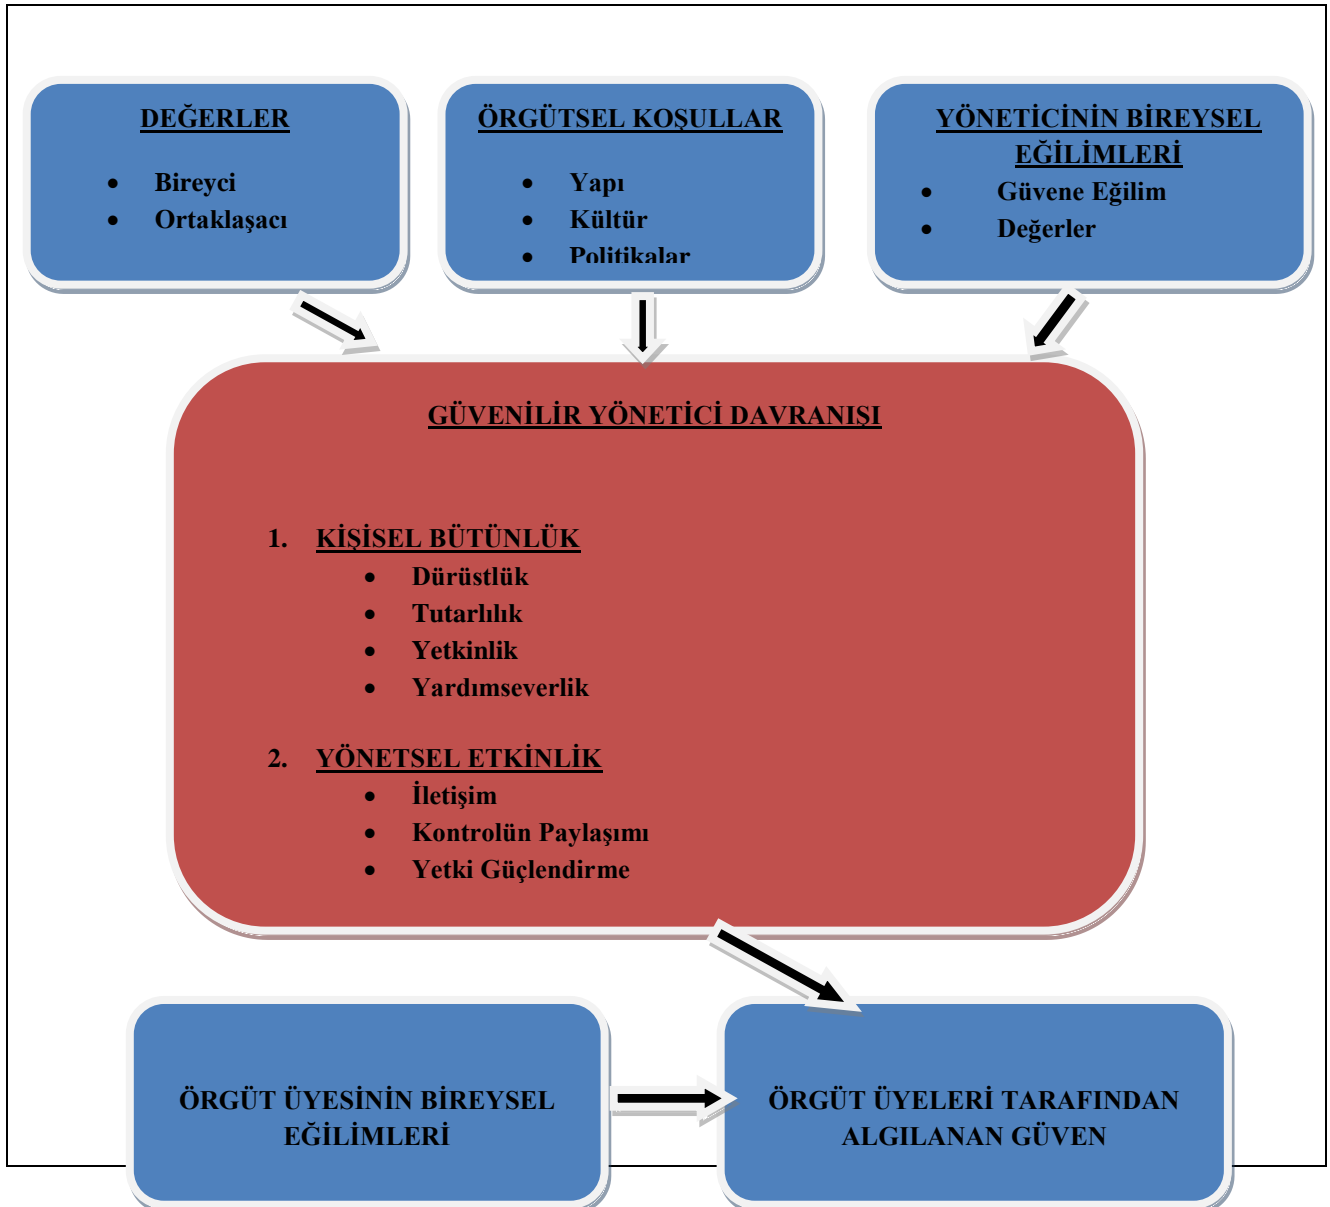 DEĞERLER
• Bireyci
• Ortaklaşacı
ÖRGÜTSEL KOŞULLAR
• Yapı
• Kültür
• Politikalar
YÖNETİCİNİN BİREYSEL
EĞİLİMLERİ
• Güvene Eğilim
• Değerler
GÜVENİLİR YÖNETİCİ DAVRANIŞI
1. KİŞİSEL BÜTÜNLÜK
• Dürüstlük
• Tutarlılık
• Yetkinlik
• Yardımseverlik
2. YÖNETSEL ETKİNLİK
• İletişim
• Kontrolün Paylaşımı
• Yetki Güçlendirme
ÖRGÜT ÜYESİNİN BİREYSEL
EĞİLİMLERİ
ÖRGÜT ÜYELERİ TARAFINDAN
ALGILANAN GÜVEN